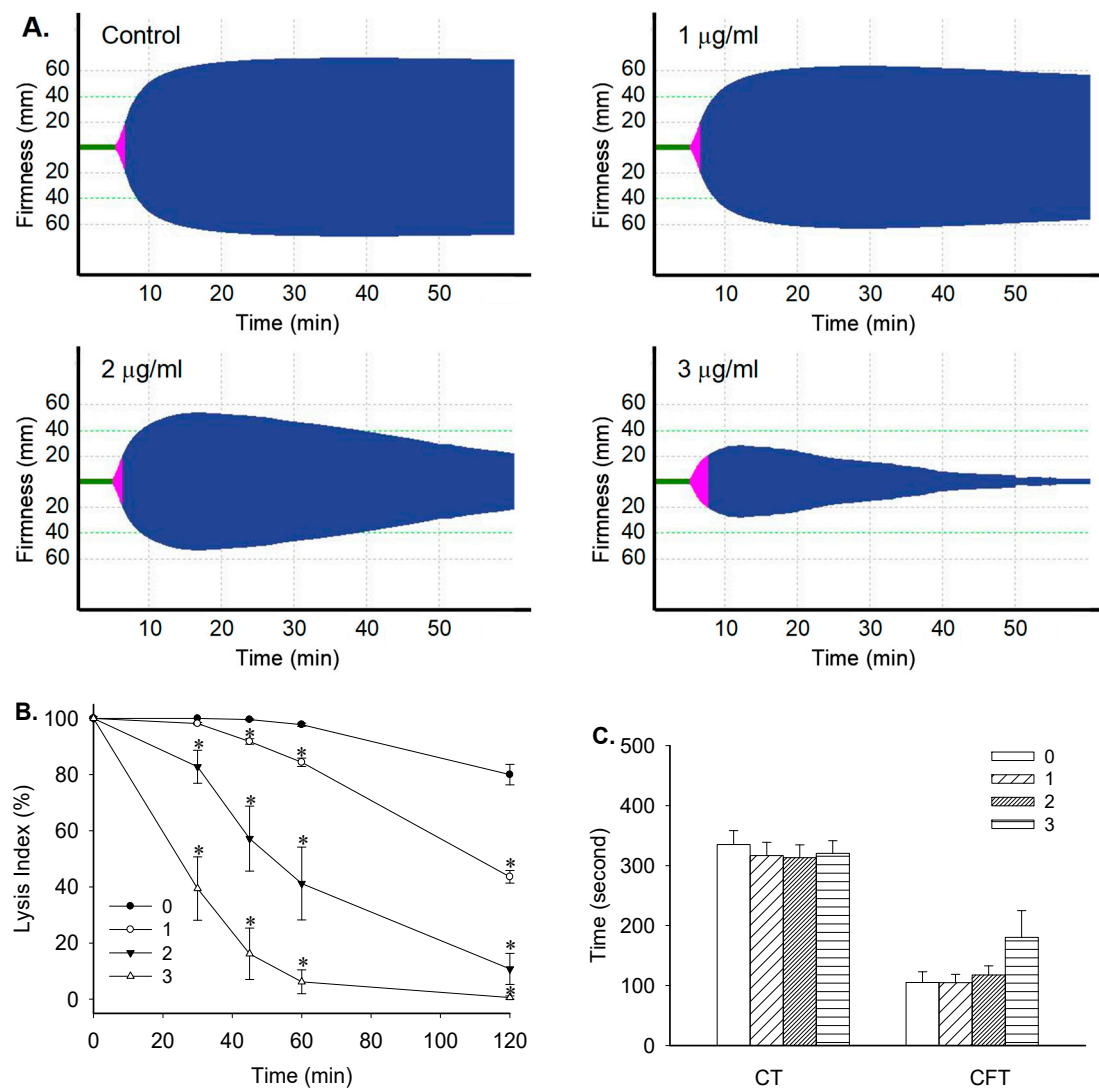 A.
Control
Firmness (mm)
60
40
20
20
40
60
10 20 30 40 50
Time (min)
1 μg/ml
Firmness (mm)
60
40
20
20
40
60
10 20 30 40 50
Time (min)
2 μg/ml
Firmness (mm)
60
40
20
20
40
60
10 20 30 40 50
Time (min)
3 μg/ml
Firmness (mm)
60
40
20
20
40
60
10 20 30 40 50
Time (min)
B.
Lysis Index (%)
100
80
60
40
20
0
* * *
* * * * *
* * * *
0
1
2
3
0 20 40 60 80 100 120
Time (min)
C.
Time (second)
500
400
300
200
100
0
0
1
2
3
CT CFT